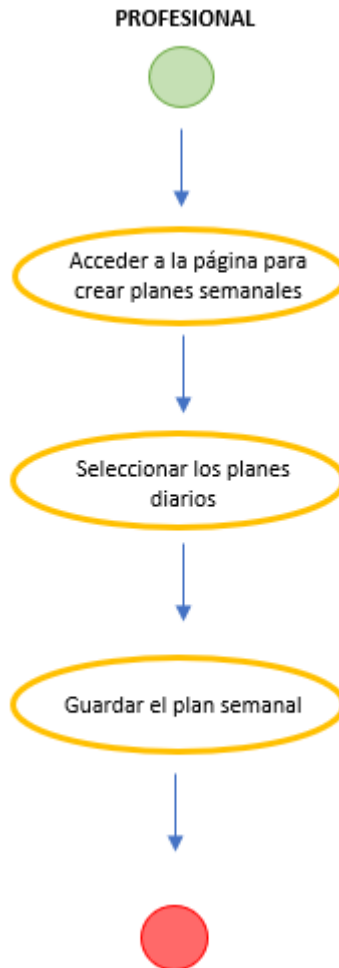 PROFESIONAL
Acceder a la página para
crear planes semanales
Seleccionar los planes
diarios
Guardar el plan semanal